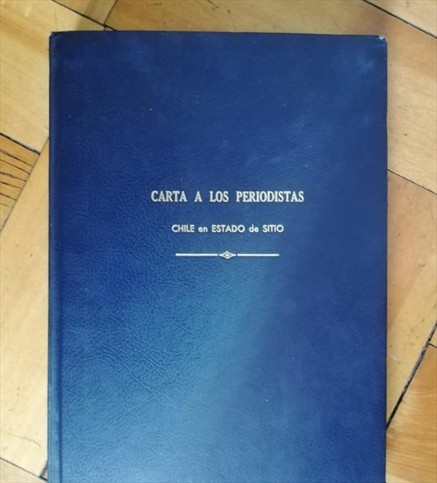 CARTA A LOS PERIODISTAS
CHILE en ESTADO de SITIO